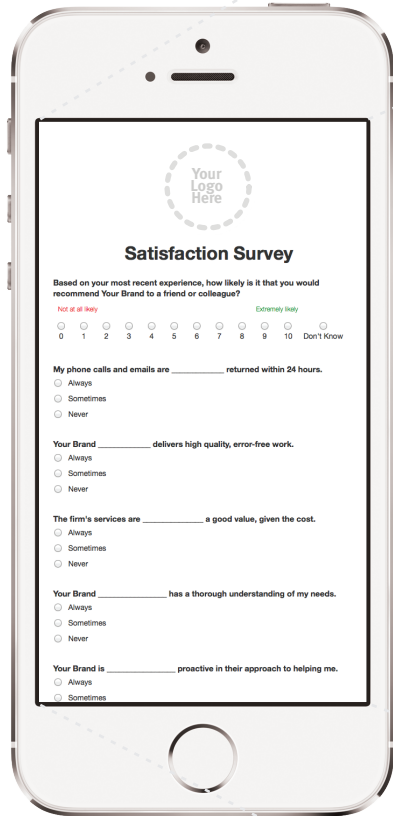 Your
Logo
Here
Satisfaction Survey
Based on your most recent experience, how likely is it that you would
recommend Your Brand to a friend or colleague?
Not at all likely Extremely likely
0 1 2 3 4 5 6 7 8 9 10 Don't Know
My phone calls and emails are ____________ returned within 24 hours.
Always
Sometimes
Never
Your Brand ____________ delivers high quality, error-free work.
Always
Sometimes
Never
The firm's services are ______________ a good value, given the cost.
Always
Sometimes
Never
Your Brand ________________ has a thorough understanding of my needs.
Always
Sometimes
Never
Your Brand is ________________ proactive in their approach to helping me.
Always
Sometimes